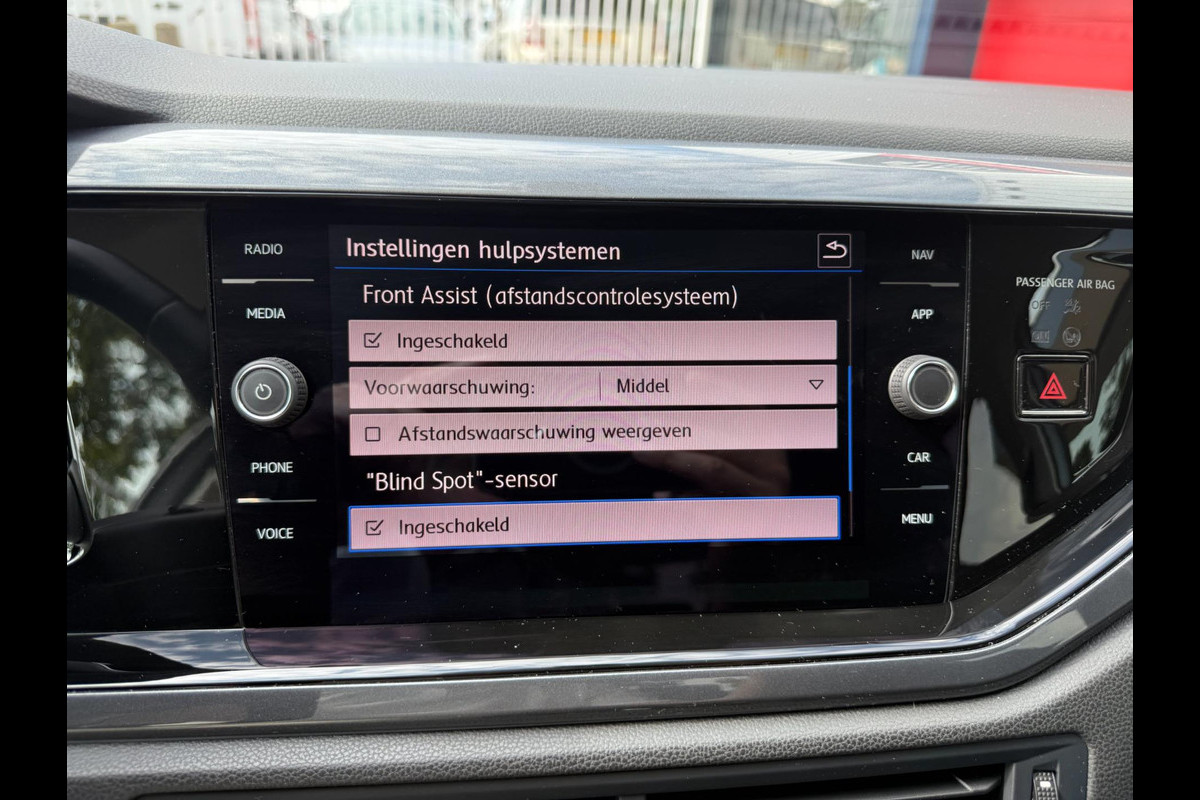 RADIO
MEDIA
PHONE
VOICE
Instellingen hulpsystemen
Front Assist (afstandscontrolesysteem)
Ingeschakeld
Voorwaarschuwing: Middel
Afstandswaarschuwing weergeven
"Blind Spot"-sensor
Ingeschakeld
NAV
APP
CAR
MENU
PASSENGER AIR BAG
OFF